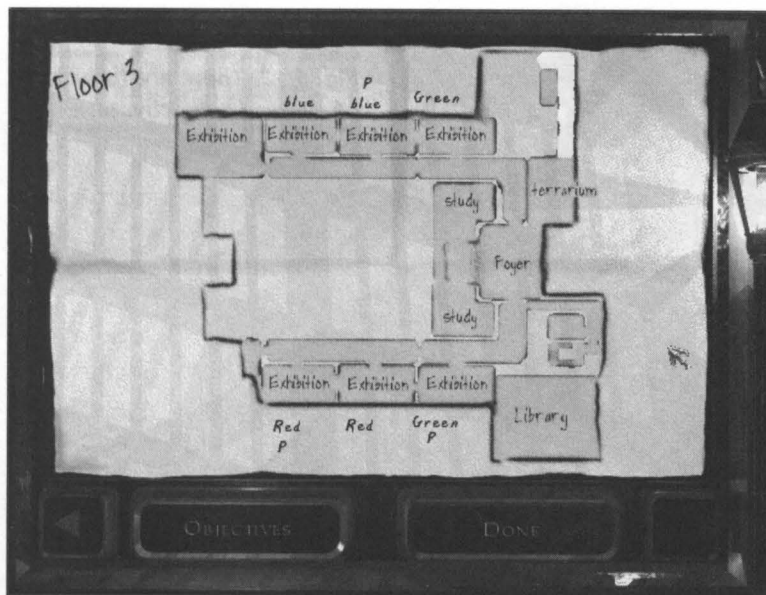 Floor 3
P
blue blue Green
Exhibition Exhibition Exhibition Exhibition
terrarium
study
Foyer
study
Exhibition Exhibition Exhibition
Library
Red Red Green
P P
OBJECTIVES DONE